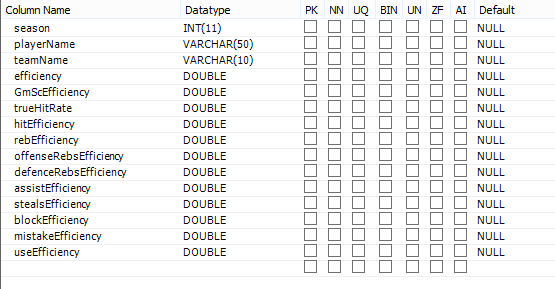 Column Name Datatype PK NN UQ BIN UN ZF AI Default
season INT(11) NULL
playerName VARCHAR(50) NULL
teamName VARCHAR(10) NULL
efficiency DOUBLE NULL
GmScEfficiency DOUBLE NULL
trueHitRate DOUBLE NULL
hitEfficiency DOUBLE NULL
rebEfficiency DOUBLE NULL
offenseRebsEfficiency DOUBLE NULL
defenceRebsEfficiency DOUBLE NULL
assistEfficiency DOUBLE NULL
stealsEfficiency DOUBLE NULL
blockEfficiency DOUBLE NULL
mistakeEfficiency DOUBLE NULL
useEfficiency DOUBLE NULL